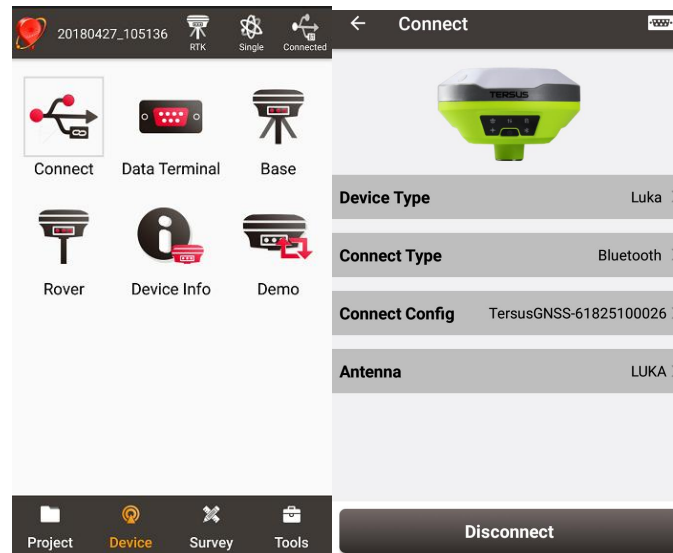 20180427_105136
RTK
Single
Connected
Connect
Data Terminal
Base
Rover
Device Info
Demo
Project
Device
Survey
Tools
Connect
TERSUS
Device Type Luka
Connect Type Bluetooth
Connect Config TersusGNSS-61825100026
Antenna LUKA
Disconnect